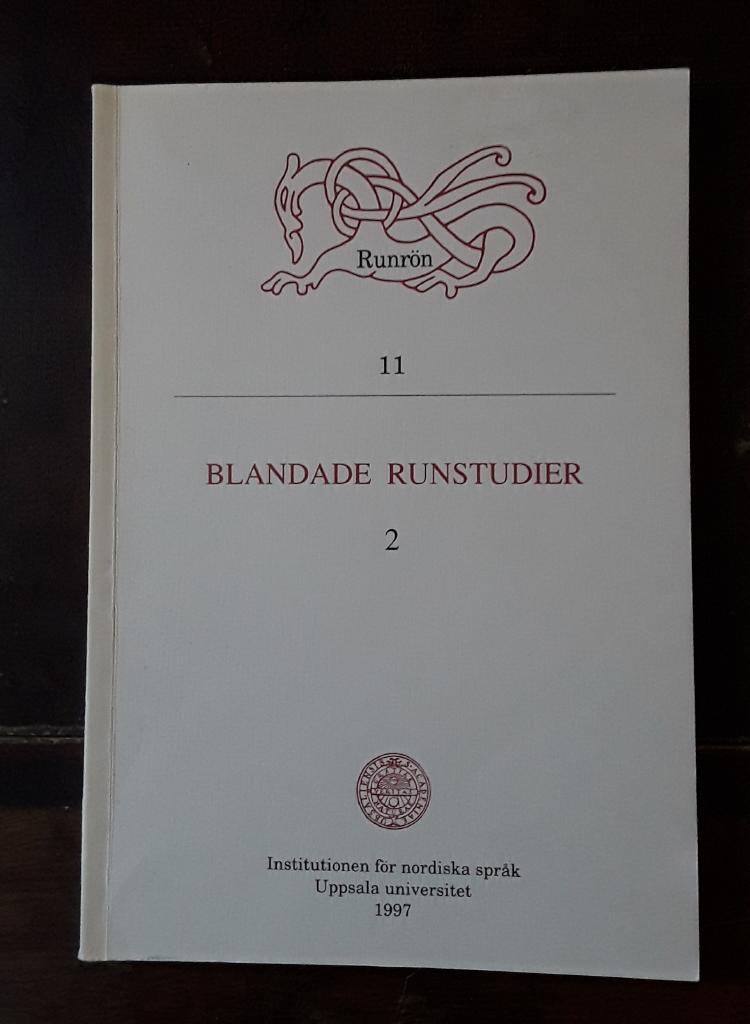 Runrön
11
BLANDADE RUNSTUDIER
2
Institutionen för nordiska språk
Uppsala universitet
1997